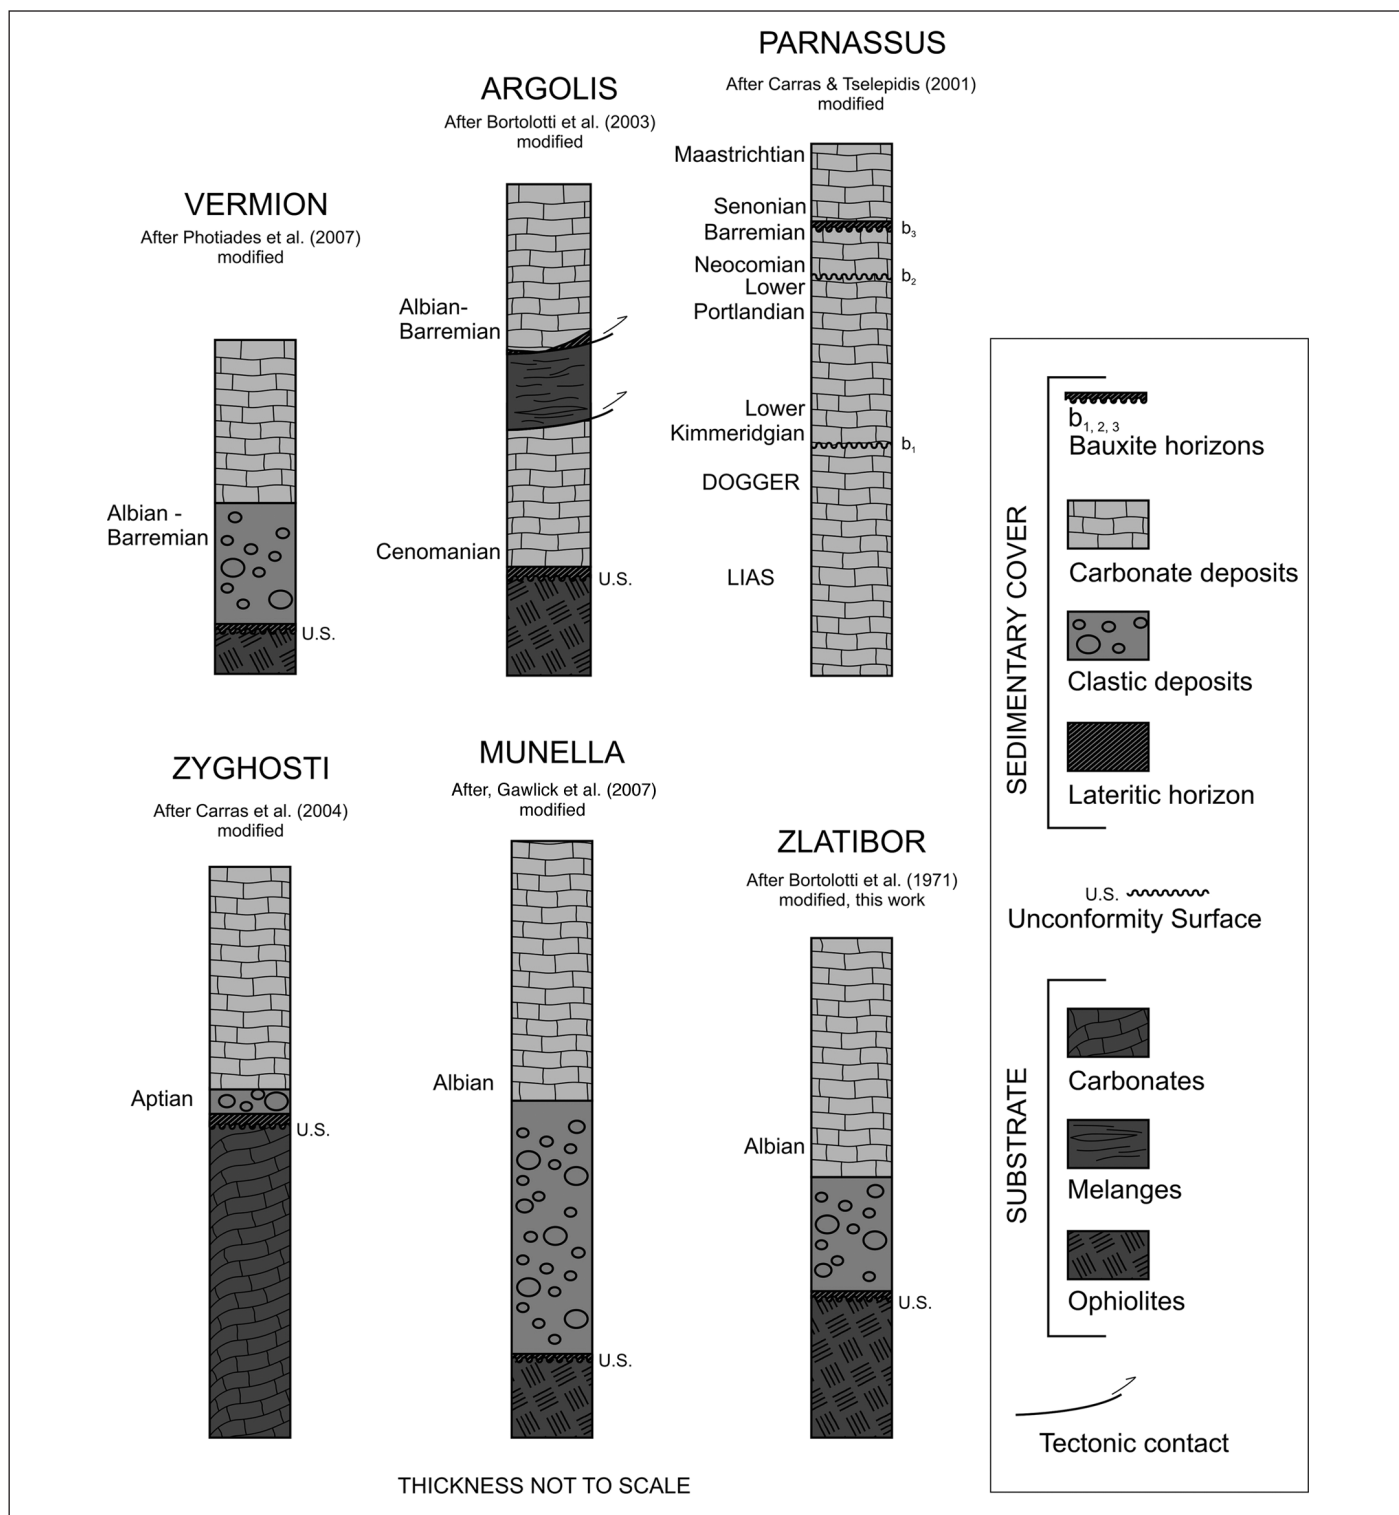 PARNASSUS
After Carras & Tselepidis (2001)
modified
Maastrichtian
Senonian
Barremian
b3
Neocomian
b2
Lower
Portlandian
Lower
Kimmeridgian
b1
DOGGER
LIAS
ARGOLIS
After Bortolotti et al. (2003)
modified
Albian-
Barremian
Cenomanian
U.S.
VERMION
After Photiades et al. (2007)
modified
Albian -
Barremian
U.S.
ZYGHOSTI
After Carras et al. (2004)
modified
Aptian
U.S.
MUNELLA
After, Gawlick et al. (2007)
modified
Albian
U.S.
ZLATIBOR
After Bortolotti et al. (1971)
modified, this work
Albian
U.S.
THICKNESS NOT TO SCALE
SEDIMENTARY COVER
b1, 2, 3
Bauxite horizons
Carbonate deposits
Clastic deposits
Lateritic horizon
U.S.
Unconformity Surface
SUBSTRATE
Carbonates
Melanges
Ophiolites
Tectonic contact